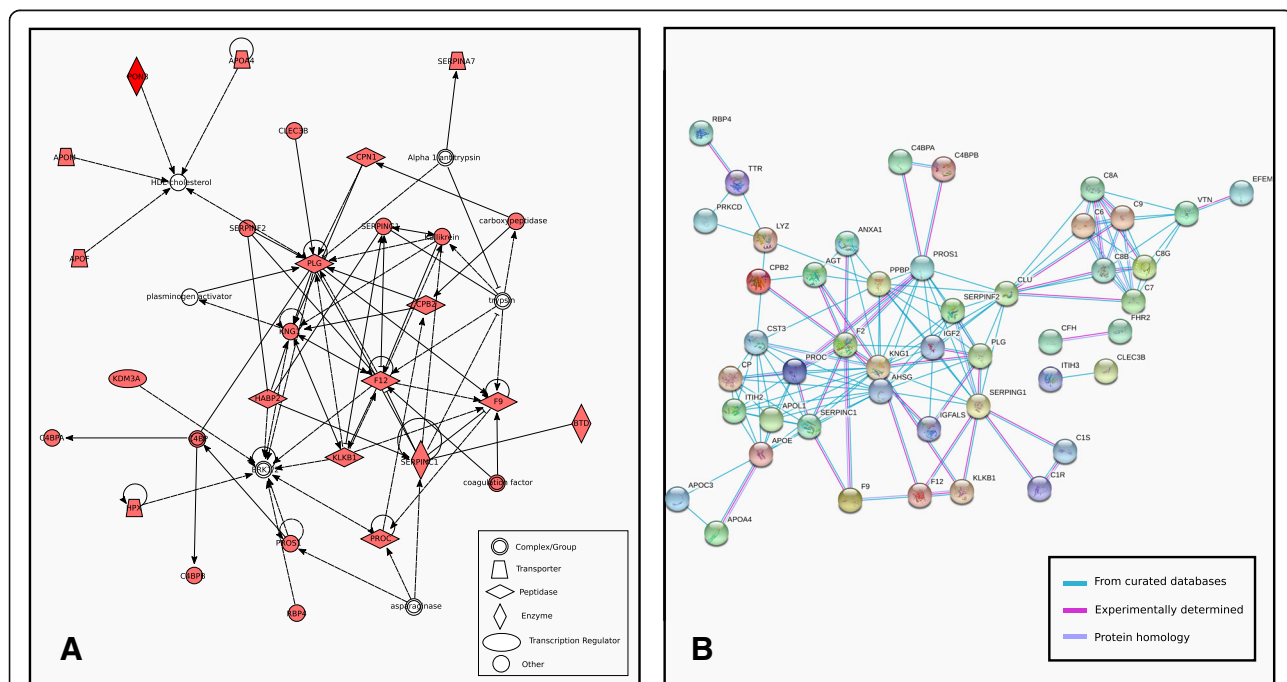 APOA4
SERPINA7
PON3
CLEC3B
CPN1
Alpha 1 antitrypsin
APOM
HDL cholesterol
SERPINF2
SERPING1
carboxypeptidase
kallikrein
APOF
PLG
plasminogen activator
CPB2
trypsin
KNG1
KDM3A
F12
HABP2
F9
BTD
C4BPA
C4BP
KLKB1
SERPINC1
coagulation factor
HPX
PROS1
PROC
C4BPB
asparaginase
RBP4
Complex/Group
Transporter
Peptidase
Enzyme
Transcription Regulator
Other
A
RBP4
C4BPA
C4BPB
TTR
C8A
EFEM
PRKCD
C9
VTN
C6
LYZ
ANXA1
PROS1
C8B
C8G
CPB2
AGT
PPBP
CLU
C7
SERPINF2
FHR2
CST3
F2
IGF2
CFH
PROC
KNG1
PLG
CLEC3B
CP
AHSG
ITIH3
ITIH2
APOL1
SERPINC1
SERPING1
IGFALS
APOE
C1S
APOC3
F9
F12
KLKB1
C1R
APOA4
From curated databases
Experimentally determined
Protein homology
B